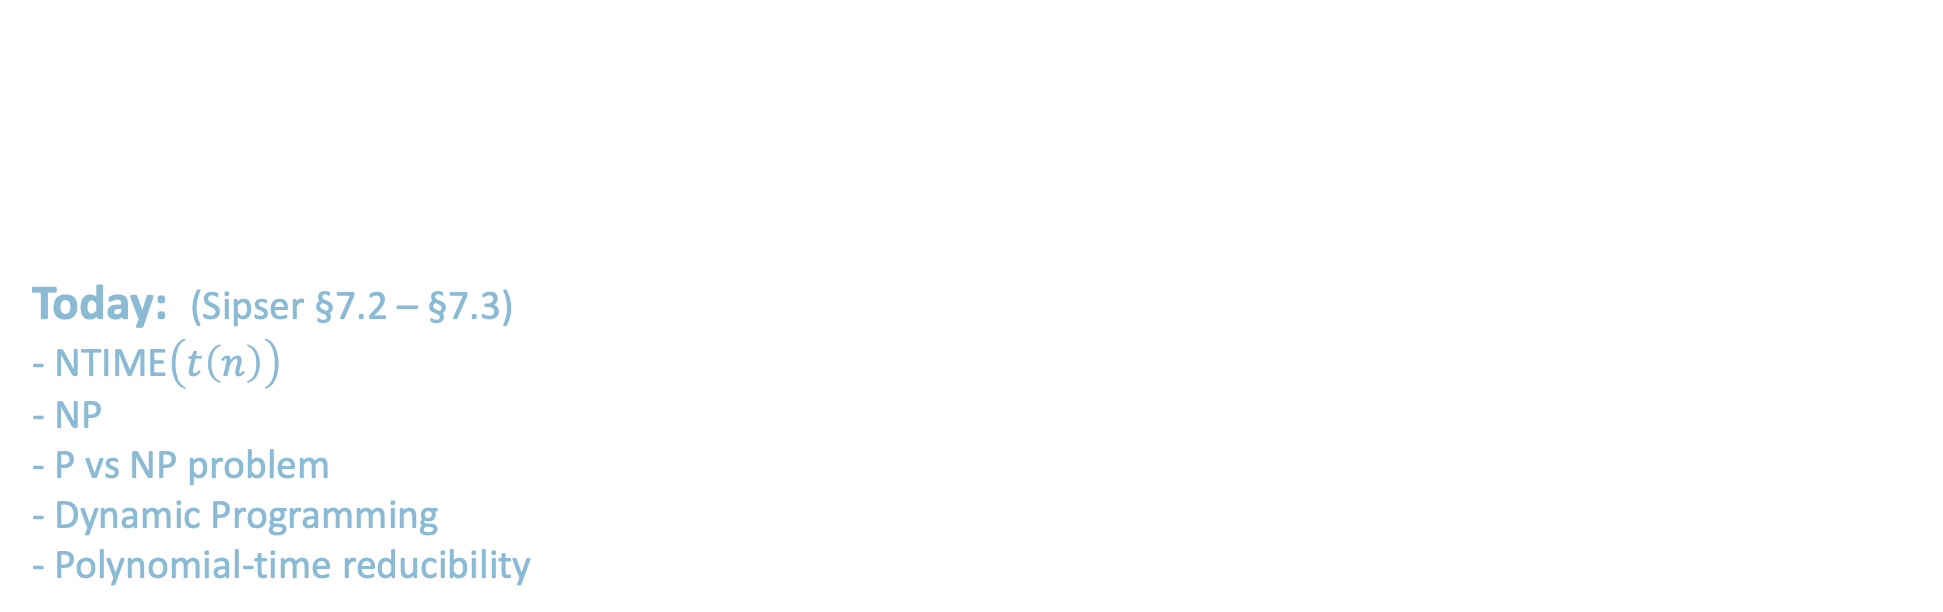 Today: (Sipser §7.2 – §7.3)
- NTIME(t(n))
- NP
- P vs NP problem
- Dynamic Programming
- Polynomial-time reducibility